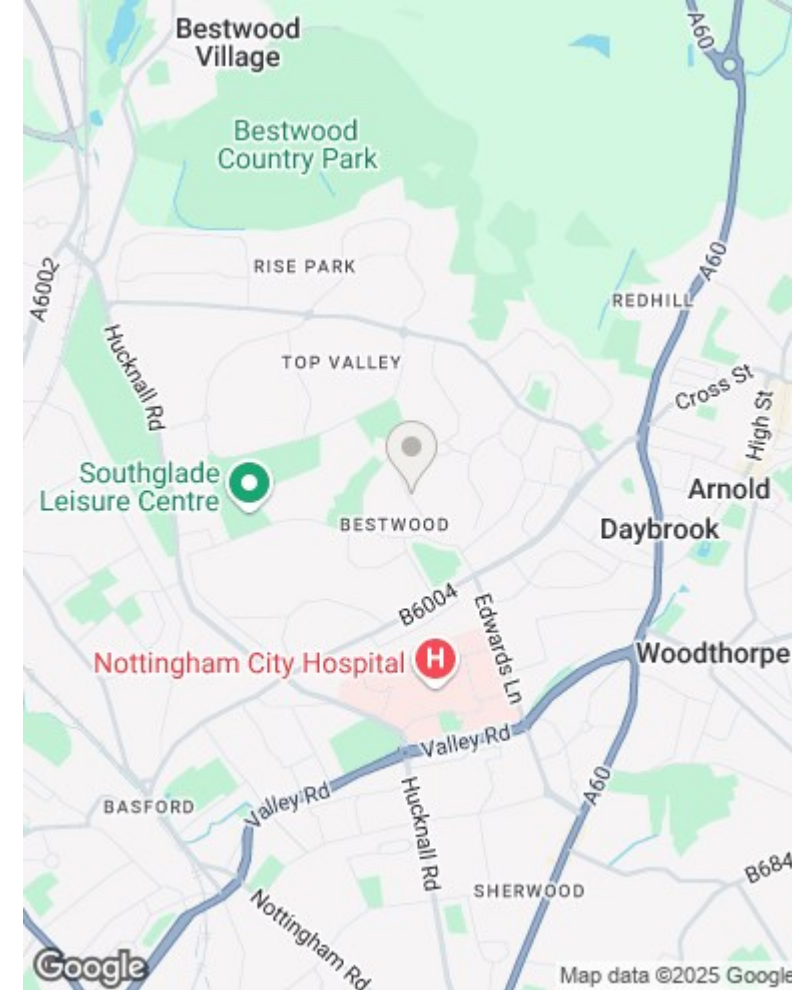 A60
Bestwood
Village
Bestwood
Country Park
A60
A6002
RISE PARK
REDHILL
Hucknall Rd
TOP VALLEY
Cross St
High St
Southglade
Leisure Centre
Arnold
BESTWOOD
Daybrook
B6004
Edwards Ln
Nottingham City Hospital
H
Woodthorpe
Valley Rd
Valley Rd
A60
BASFORD
Hucknall Rd
B684
SHERWOOD
Nottingham Rd
Google
Map data ©2025 Google